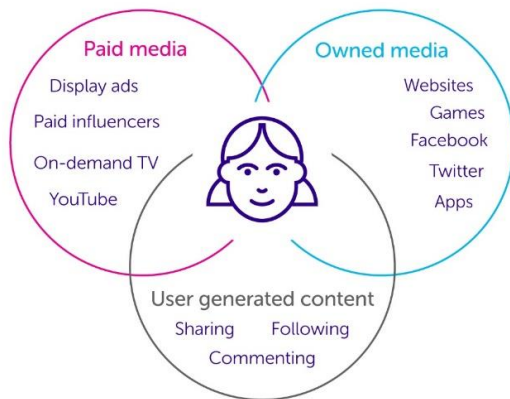 Paid media
Display ads
Paid influencers
On-demand TV
YouTube
Owned media
Websites
Games
Facebook
Twitter
Apps
User generated content
Sharing Following
Commenting